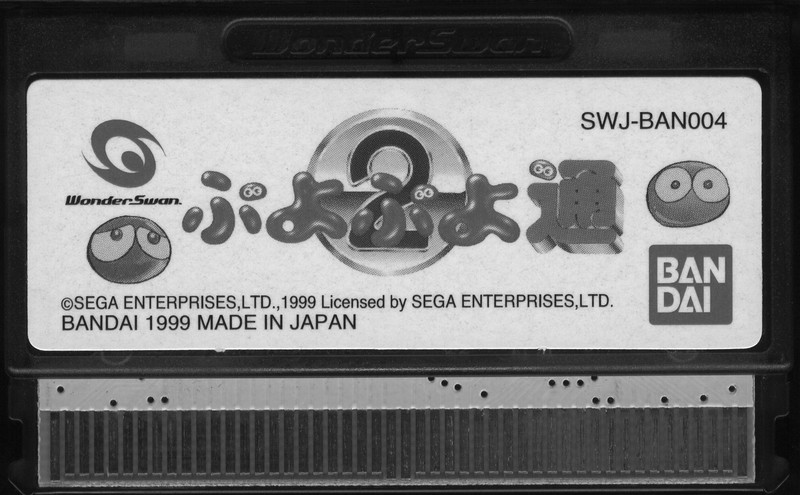 WonderSwan
SWJ-BAN004
WonderSwan.
ぷよ2ぷよ通
BAN
DAI
©SEGA ENTERPRISES,LTD.,1999 Licensed by SEGA ENTERPRISES,LTD.
BANDAI 1999 MADE IN JAPAN